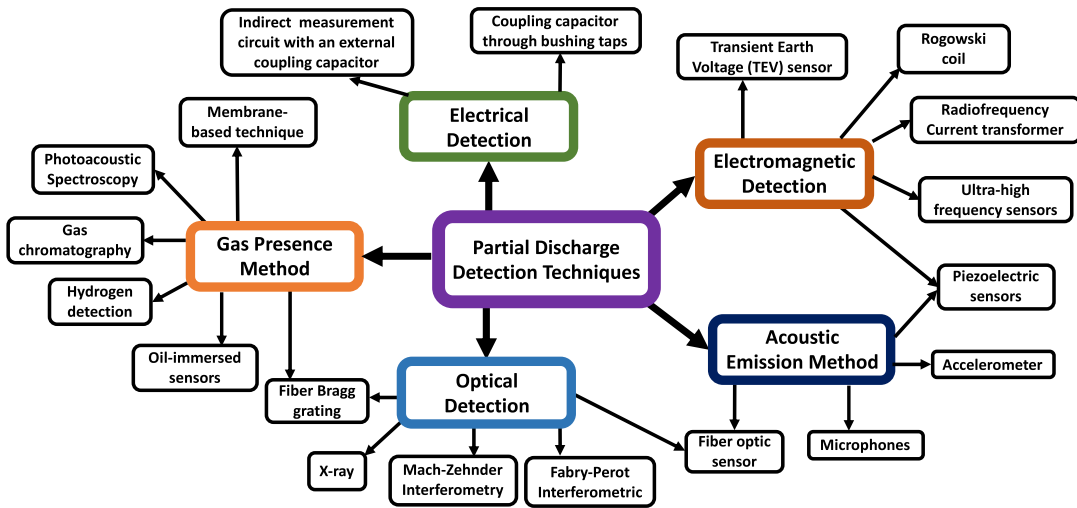 Indirect measurement
circuit with an external
coupling capacitor
Coupling capacitor
through bushing taps
Transient Earth
Voltage (TEV) sensor
Rogowski
coil
Membrane-
based technique
Electrical
Detection
Radiofrequency
Current transformer
Photoacoustic
Spectroscopy
Electromagnetic
Detection
Ultra-high
frequency sensors
Gas
chromatography
Gas Presence
Method
Partial Discharge
Detection Techniques
Piezoelectric
sensors
Hydrogen
detection
Oil-immersed
sensors
Acoustic
Emission Method
Accelerometer
Fiber Bragg
grating
Optical
Detection
Fiber optic
sensor
Microphones
X-ray
Mach-Zehnder
Interferometry
Fabry-Perot
Interferometric